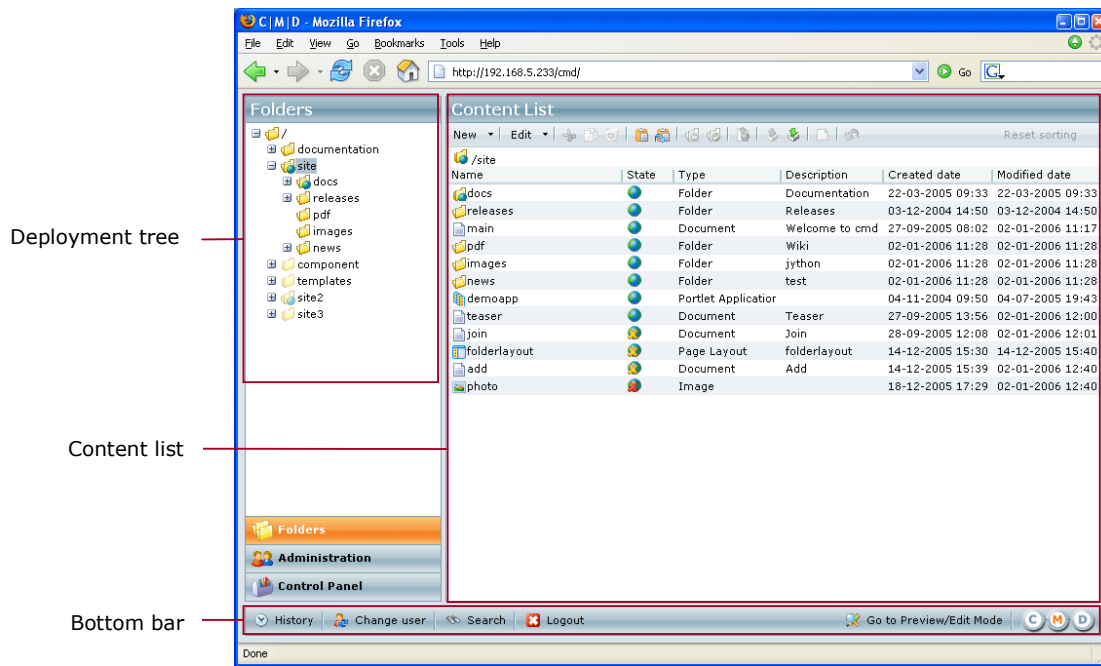 C|M|D - Mozilla Firefox
File Edit View Go Bookmarks Tools Help
http://192.168.5.233/cmd/ Go G
Folders
/
documentation
site
docs
releases
pdf
images
news
component
templates
site2
site3
Content List
New Edit Reset sorting
/site
Name State Type Description Created date Modified date
docs Folder Documentation 22-03-2005 09:33 22-03-2005 09:33
releases Folder Releases 03-12-2004 14:50 03-12-2004 14:50
main Document Welcome to cmd 27-09-2005 08:02 02-01-2006 11:17
pdf Folder Wiki 02-01-2006 11:28 02-01-2006 11:28
images Folder jython 02-01-2006 11:28 02-01-2006 11:28
news Folder test 02-01-2006 11:28 02-01-2006 11:28
demoapp Portlet Application 04-11-2004 09:50 04-07-2005 19:43
teaser Document Teaser 27-09-2005 13:56 02-01-2006 12:00
join Document Join 28-09-2005 12:08 02-01-2006 12:01
folderlayout Page Layout folderlayout 14-12-2005 15:30 14-12-2005 15:40
add Document Add 14-12-2005 15:39 02-01-2006 12:40
photo Image 18-12-2005 17:29 02-01-2006 12:40
Deployment tree
Content list
Folders
Administration
Control Panel
Bottom bar
History Change user Search Logout Go to Preview/Edit Mode C M D
Done